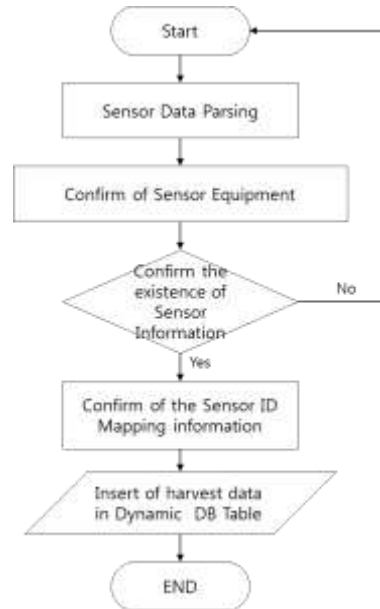 Start
Sensor Data Parsing
Confirm of Sensor Equipment
Confirm the
existence of
Sensor
Information
No
Yes
Confirm of the Sensor ID
Mapping information
Insert of harvest data
in Dynamic DB Table
END